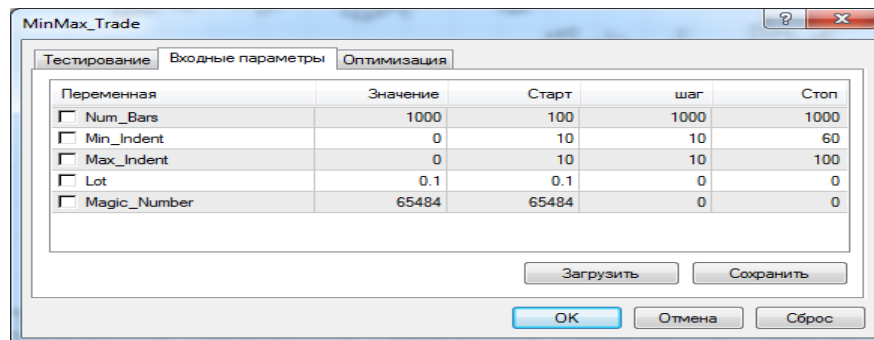 MinMax_Trade
Тестирование Входные параметры Оптимизация
Переменная Значение Старт шаг Стоп
Num_Bars 1000 100 1000 1000
Min_Indent 0 10 10 60
Max_Indent 0 10 10 100
Lot 0.1 0.1 0 0
Magic_Number 65484 65484 0 0
Загрузить Сохранить
OK Отмена Сброс